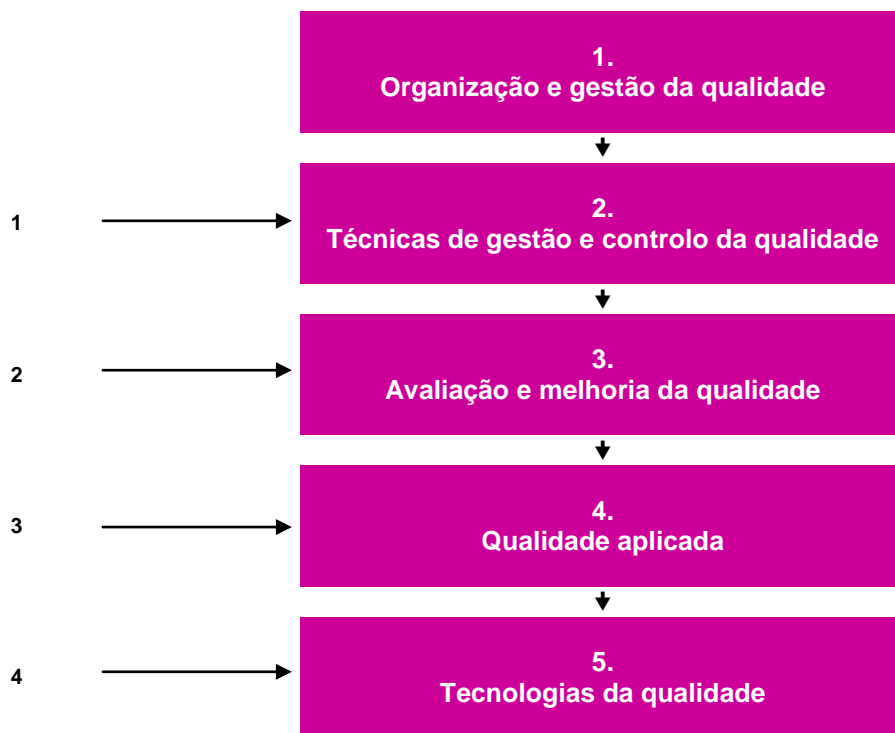 1.
Organização e gestão da qualidade
1
2.
Técnicas de gestão e controlo da qualidade
2
3.
Avaliação e melhoria da qualidade
3
4.
Qualidade aplicada
4
5.
Tecnologias da qualidade